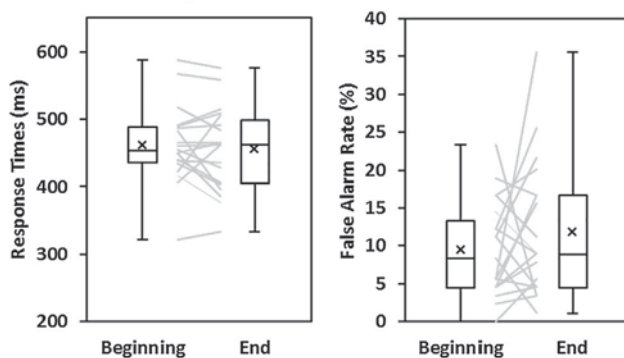 Response Times (ms)
600
500
400
300
200
Beginning
End
False Alarm Rate (%)
40
35
30
25
20
15
10
5
0
Beginning
End